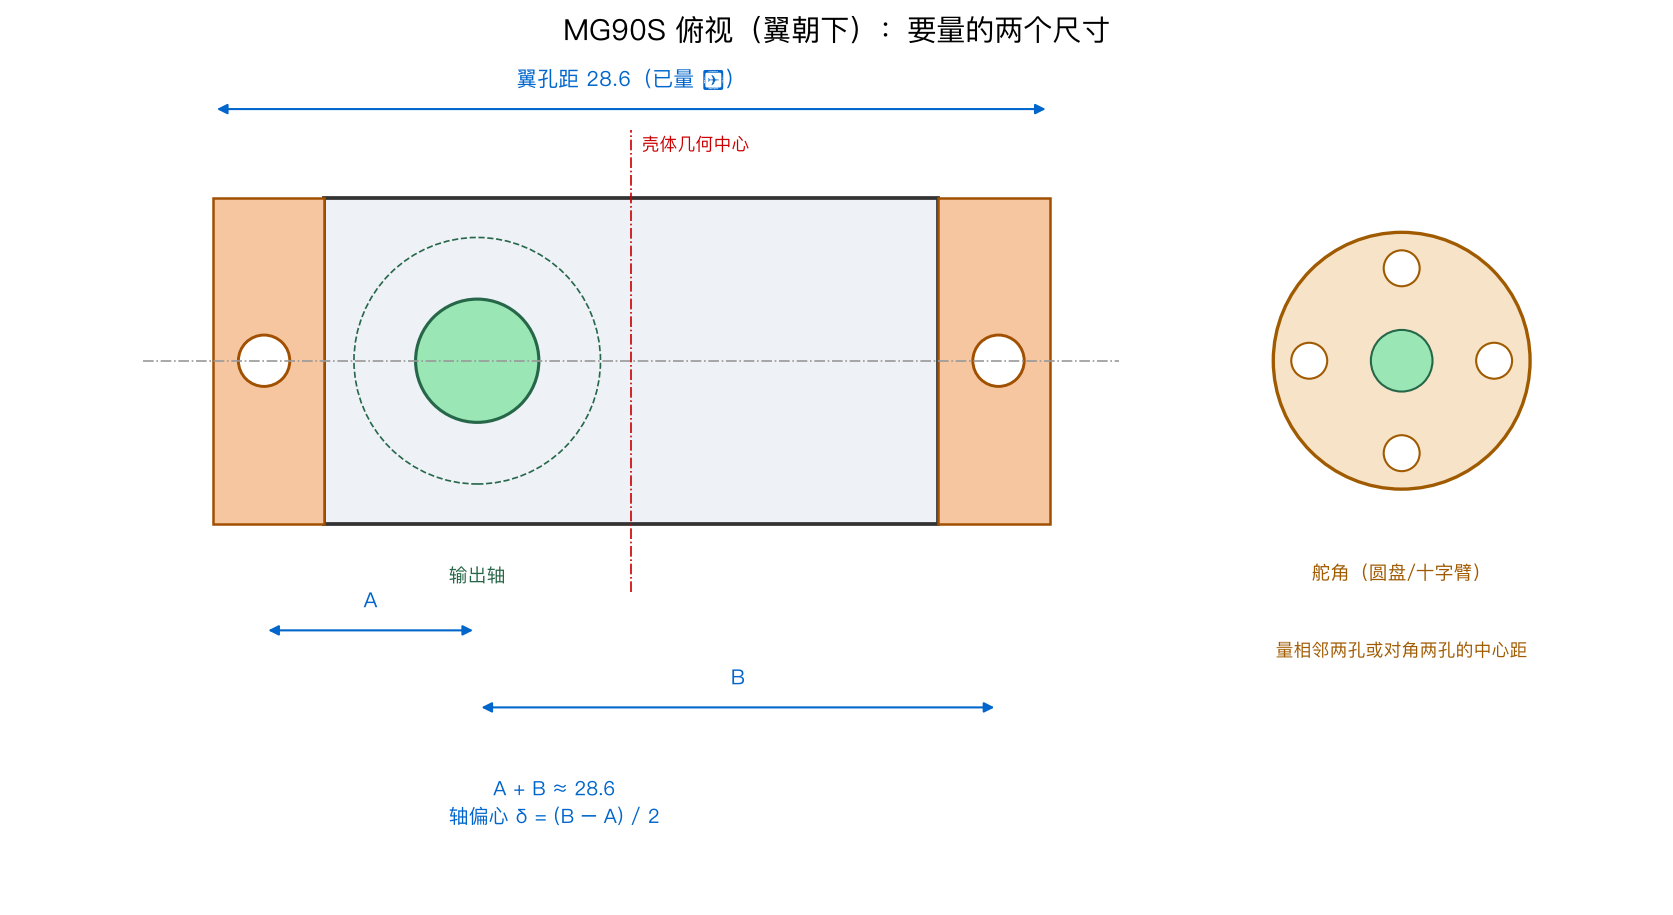 MG90S 俯视（翼朝下）：要量的两个尺寸
翼孔距 28.6（已量 ✈）
壳体几何中心
输出轴
A
B
A + B ≈ 28.6
轴偏心 δ = (B − A) / 2
舵角（圆盘/十字臂）
量相邻两孔或对角两孔的中心距